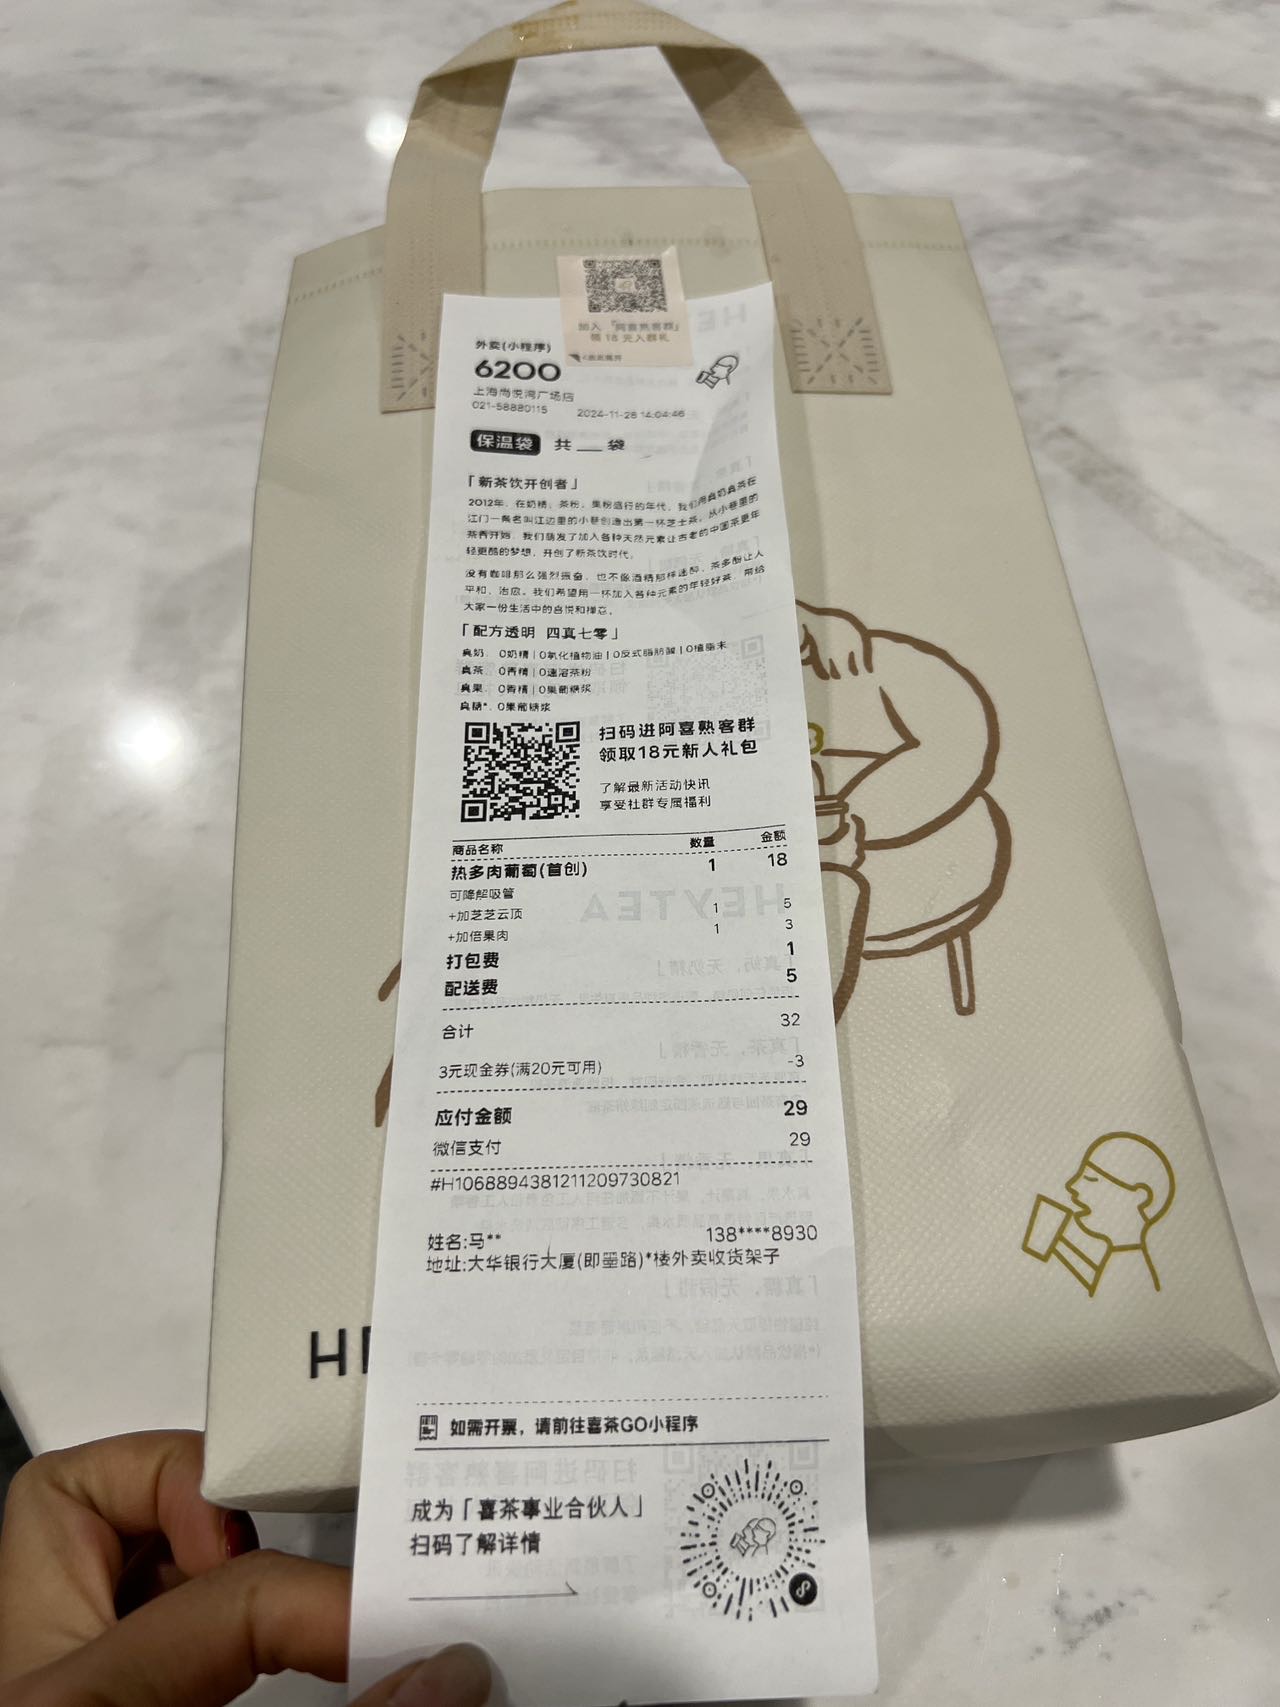 加入「阿喜熟客群」
领 18 元入群礼
外卖(小程序)
6200
上海尚悦湾广场店
021-58880115 2024-11-28 14:04:46
保温袋 共__袋
「新茶饮开创者」
2012年，在奶精、茶粉、果粉盛行的年代，我们用真奶真茶在
江门一条名叫江边里的小巷创造出第一杯芝士茶。从小巷里的
茶香开始，我们萌发了加入各种天然元素让古老的中国茶更年
轻更酷的梦想，开创了新茶饮时代。
没有咖啡那么强烈振奋，也不像酒精那样迷醉，茶多酚让人
平和、治愈。我们希望用一杯加入各种元素的年轻好茶，带给
大家一份生活中的喜悦和禅意。
「配方透明 四真七零」
真奶. 0奶精 | 0氢化植物油 | 0反式脂肪酸 | 0植脂末
真茶. 0香精 | 0速溶茶粉
真果. 0香精 | 0果葡糖浆
真糖*. 0果葡糖浆
扫码进阿喜熟客群
领取18元新人礼包
了解最新活动快讯
享受社群专属福利
商品名称 数量 金额
热多肉葡萄(首创) 1 18
可降解吸管
+加芝芝云顶 1 5
+加倍果肉 1 3
打包费 1
配送费 5
合计 32
3元现金券(满20元可用) -3
应付金额 29
微信支付 29
#H1068894381211209730821
姓名:马** 138****8930
地址:大华银行大厦(即墨路)*楼外卖收货架子
如需开票，请前往喜茶GO小程序
成为「喜茶事业合伙人」
扫码了解详情
H